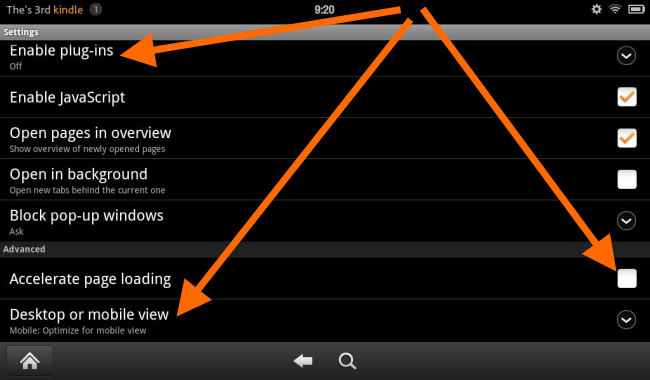 The's 3rd kindle 1 9:20
Settings
Enable plug-ins
Off
Enable JavaScript
Open pages in overview
Show overview of newly opened pages
Open in background
Open new tabs behind the current one
Block pop-up windows
Ask
Advanced
Accelerate page loading
Desktop or mobile view
Mobile: Optimize for mobile view